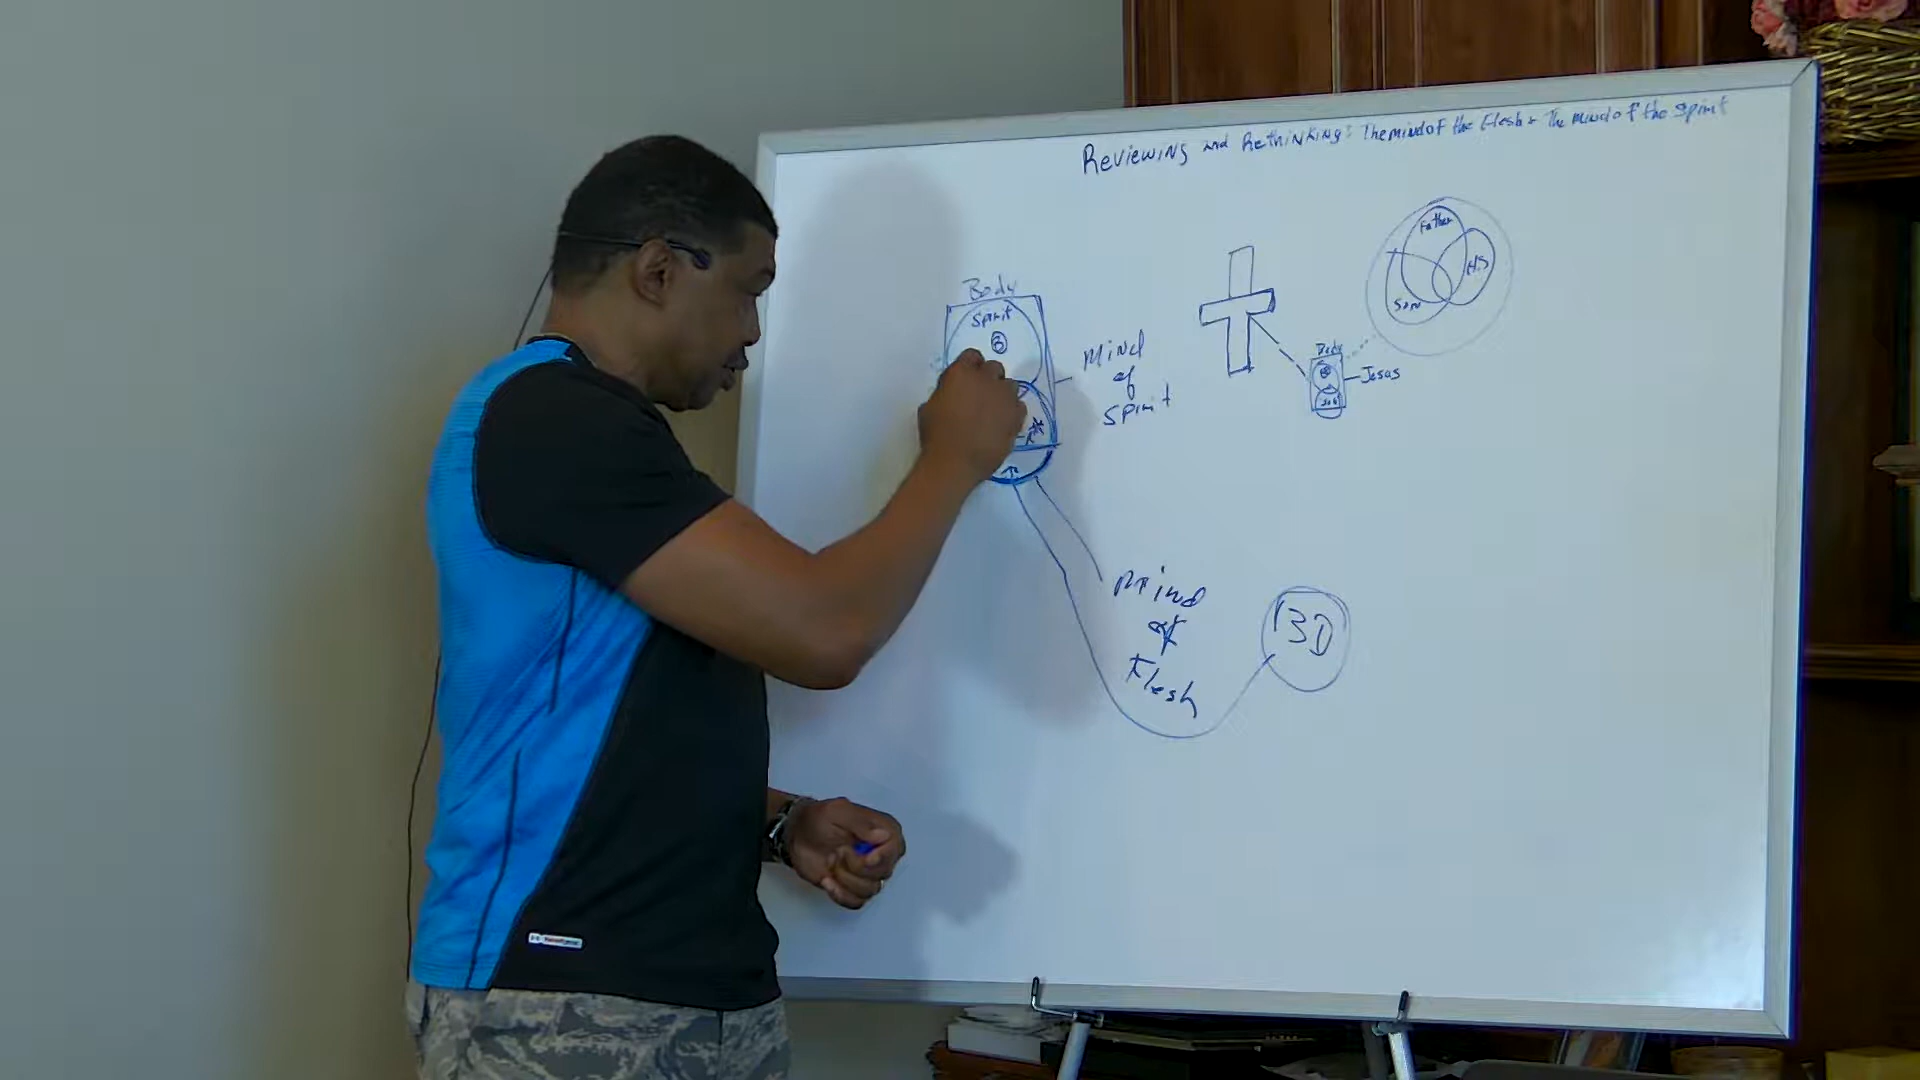 Reviewing and Rethinking: The mind of the flesh + The mind of the spirit
Body
Spirit
B
Mind
of
Spirit
Father
H.S
Son
Body
Jesus
Mind
of
Flesh